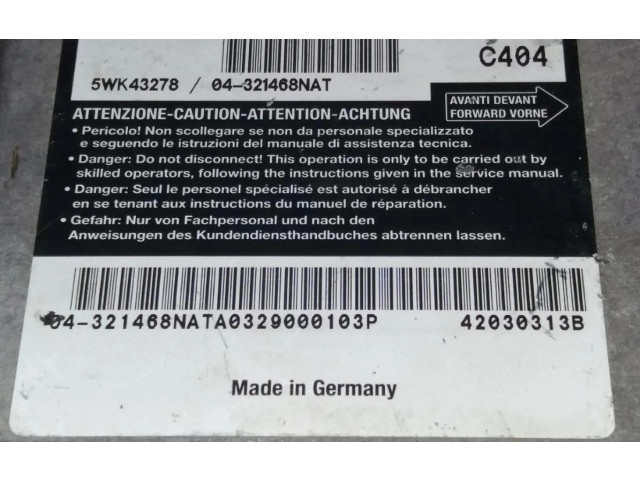 C404
5WK43278 / 04-321468NAT
ATTENZIONE-CAUTION-ATTENTION-ACHTUNG
AVANTI DEVANT
FORWARD VORNE
• Pericolo! Non scollegare se non da personale specializzato
e seguendo le istruzioni del manuale di assistenza tecnica.
• Danger: Do not disconnect! This operation is only to be carried out by
skilled operators, following the instructions given in the service manual.
• Danger: Seul le personel spécialisé est autorisé à débrancher
en se tenant aux instructions du manuel de réparation.
• Gefahr: Nur von Fachpersonal und nach den
Anweisungen des Kundendiensthandbuches abtrennen lassen.
04-321468NATA0329000103P 42030313B
Made in Germany